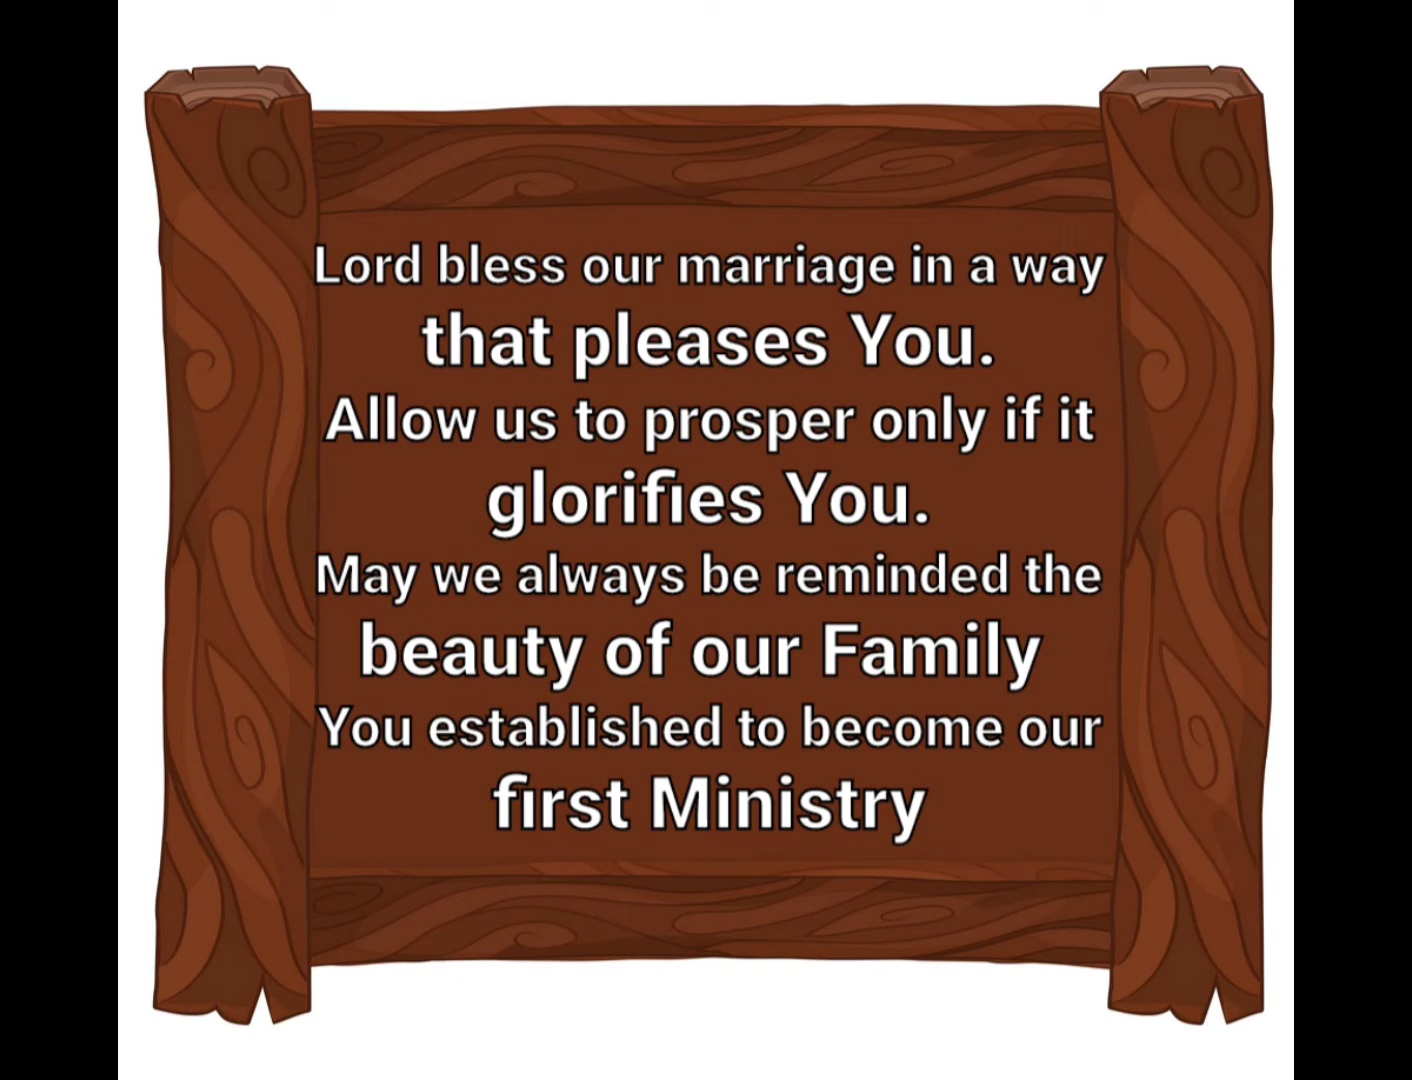 Lord bless our marriage in a way
that pleases You.
Allow us to prosper only if it
glorifies You.
May we always be reminded the
beauty of our Family
You established to become our
first Ministry